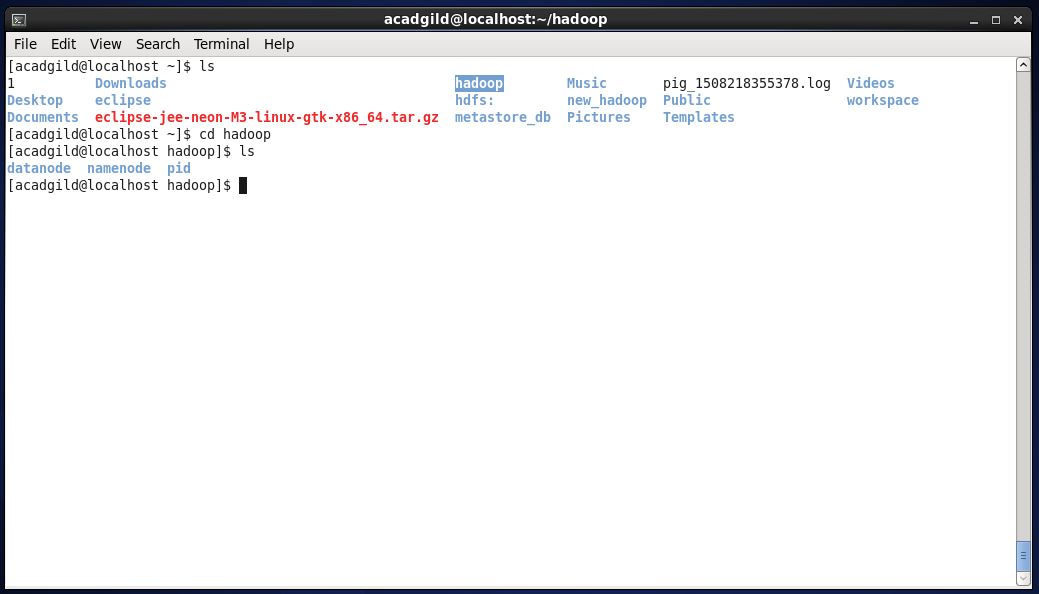 acadgild@localhost:~/hadoop
File Edit View Search Terminal Help
[acadgild@localhost ~]$ ls
1 Downloads hadoop Music pig_1508218355378.log Videos
Desktop eclipse hdfs: new_hadoop Public workspace
Documents eclipse-jee-neon-M3-linux-gtk-x86_64.tar.gz metastore_db Pictures Templates
[acadgild@localhost ~]$ cd hadoop
[acadgild@localhost hadoop]$ ls
datanode namenode pid
[acadgild@localhost hadoop]$